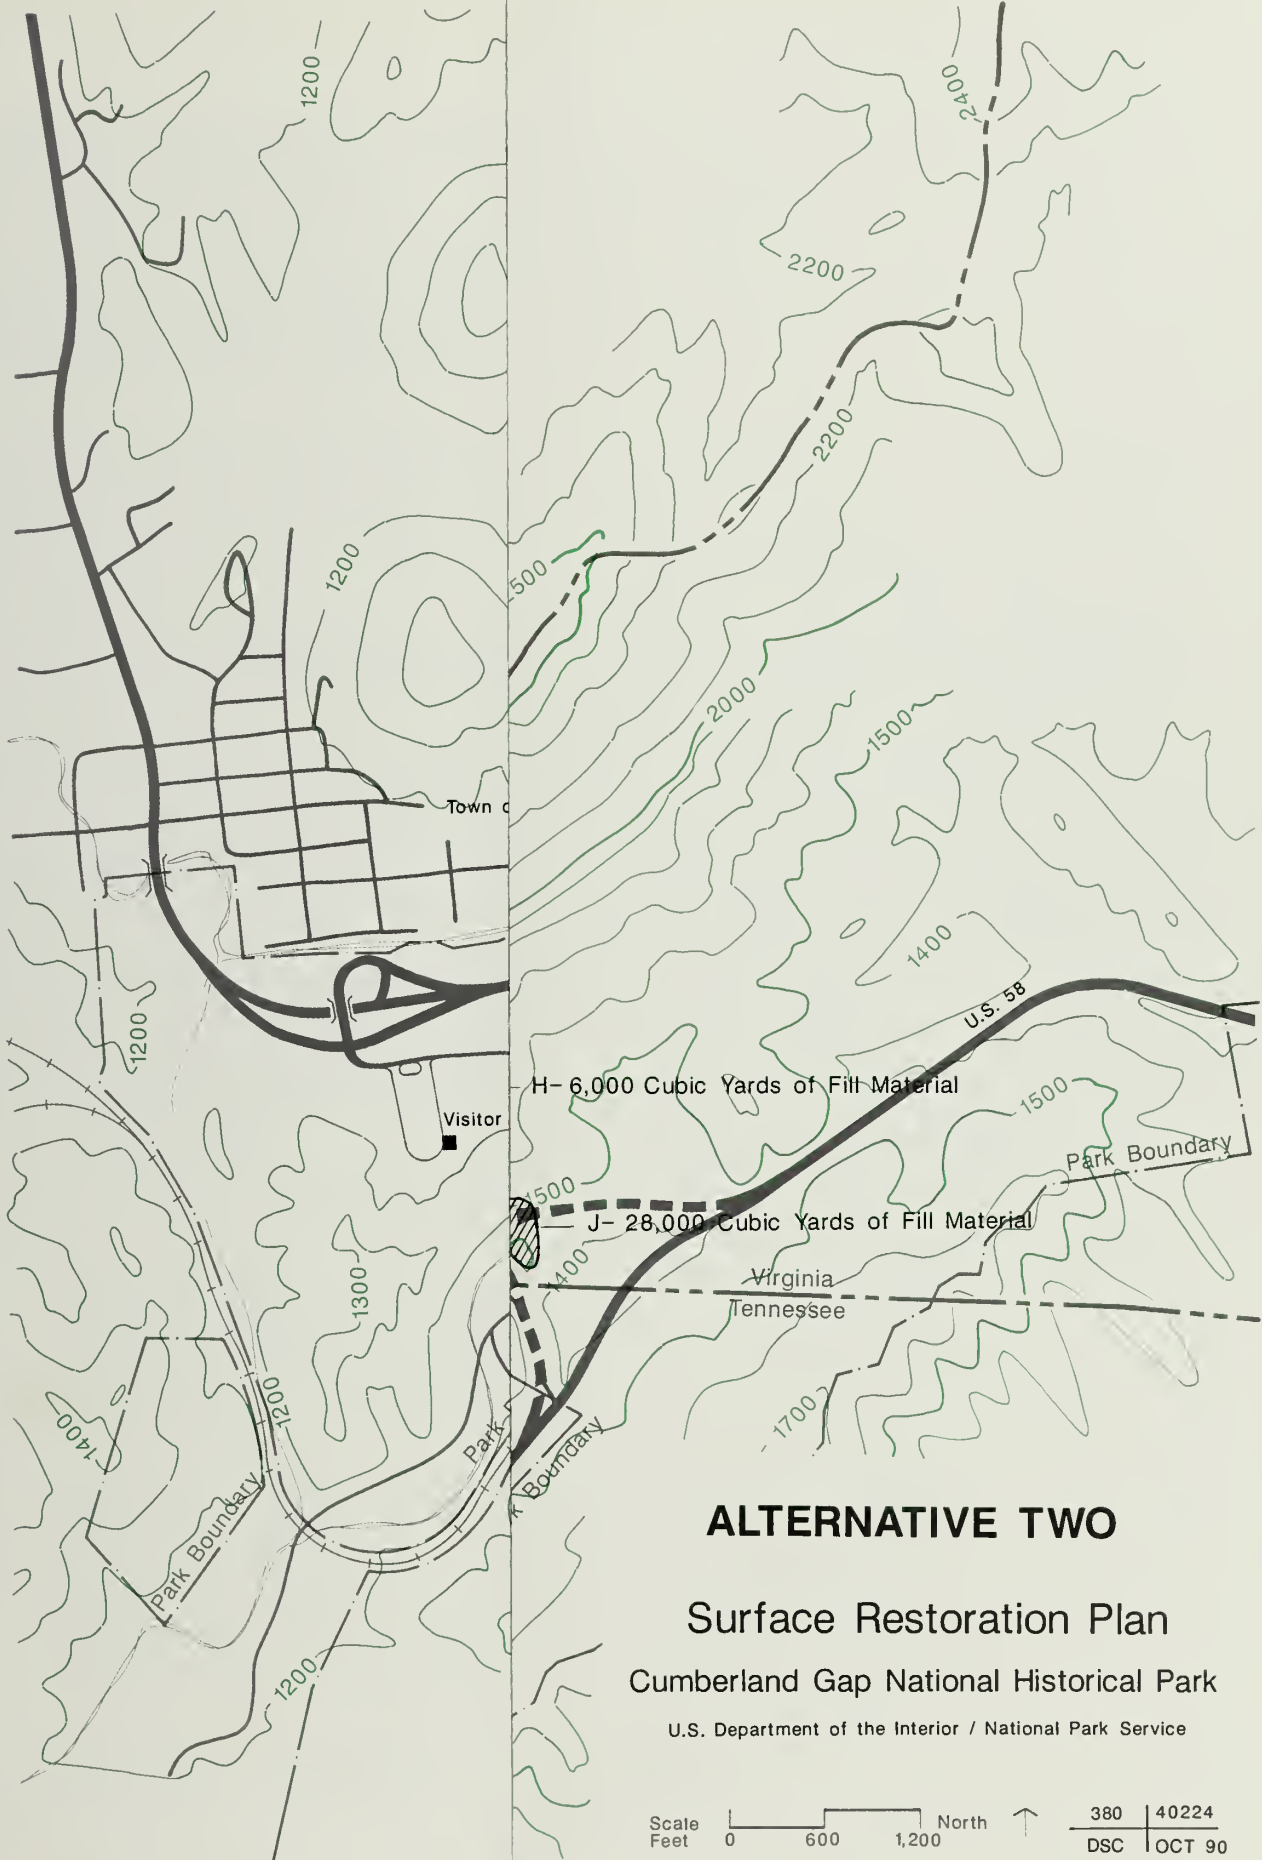 1200
2400
2200
2200
1200
500
2000
1500
Town
1400
U.S. 58
1200
H- 6,000 Cubic Yards of Fill Material
1500
Visitor
Park Boundary
1500
J- 28,000 Cubic Yards of Fill Material
1400
Virginia
Tennessee
1300
1200
1400
1700
Park
k Boundary
Park Boundary
1200
ALTERNATIVE TWO
Surface Restoration Plan
Cumberland Gap National Historical Park
U.S. Department of the Interior / National Park Service
Scale
Feet
0 600 1,200
North
380 40224
DSC OCT 90